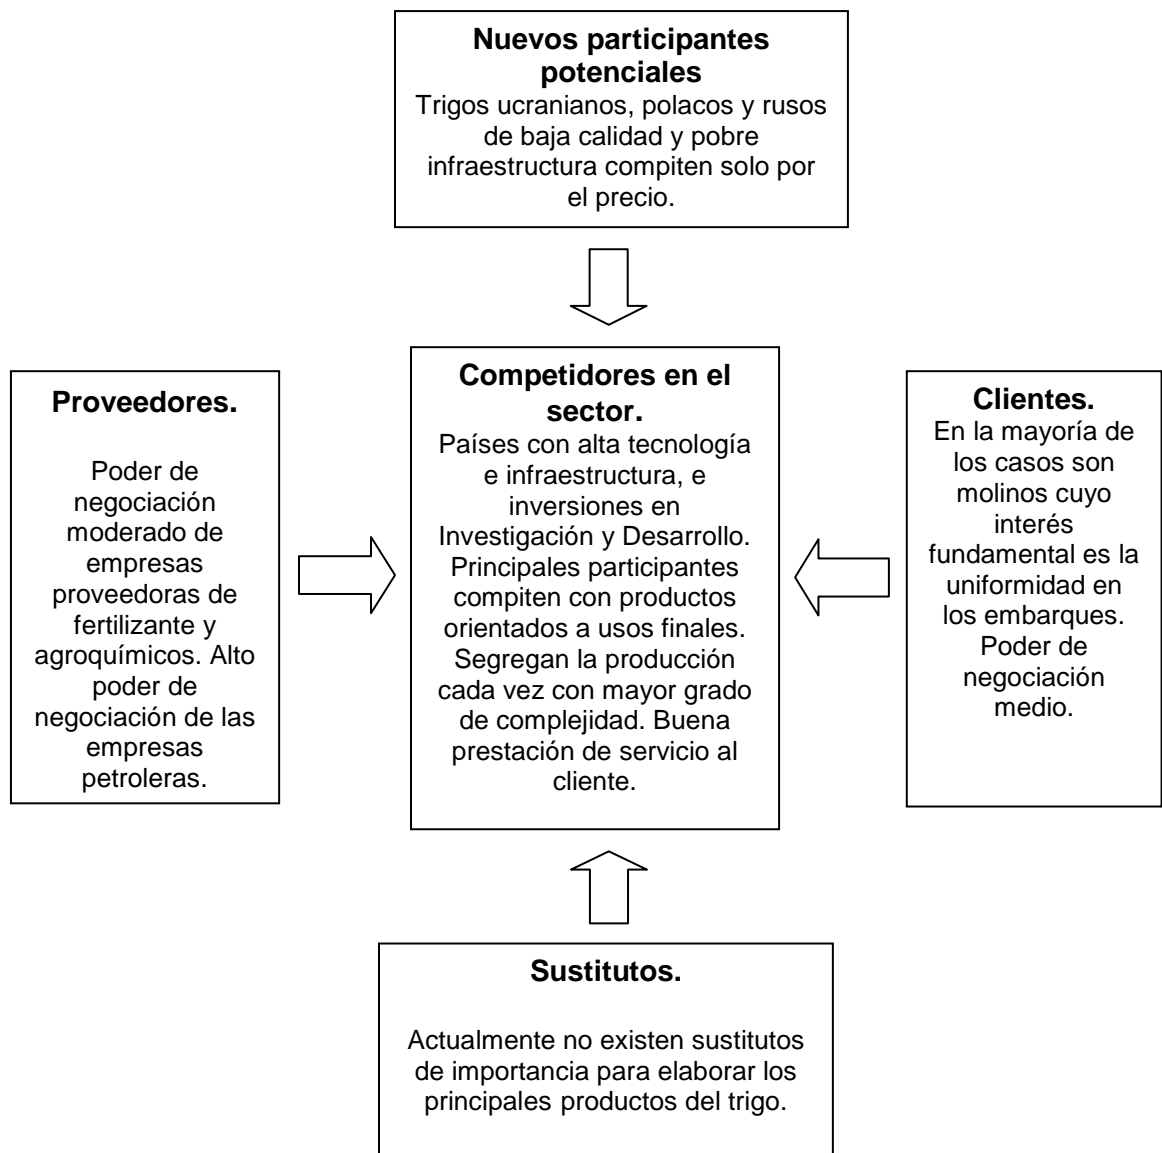 Nuevos participantes
potenciales
Trigos ucranianos, polacos y rusos
de baja calidad y pobre
infraestructura compiten solo por
el precio.
Proveedores.
Poder de
negociación
moderado de
empresas
proveedoras de
fertilizante y
agroquímicos. Alto
poder de
negociación de las
empresas
petroleras.
Competidores en el
sector.
Países con alta tecnología
e infraestructura, e
inversiones en
Investigación y Desarrollo.
Principales participantes
compiten con productos
orientados a usos finales.
Segregan la producción
cada vez con mayor grado
de complejidad. Buena
prestación de servicio al
cliente.
Clientes.
En la mayoría de
los casos son
molinos cuyo
interés
fundamental es la
uniformidad en
los embarques.
Poder de
negociación
medio.
Sustitutos.
Actualmente no existen sustitutos
de importancia para elaborar los
principales productos del trigo.